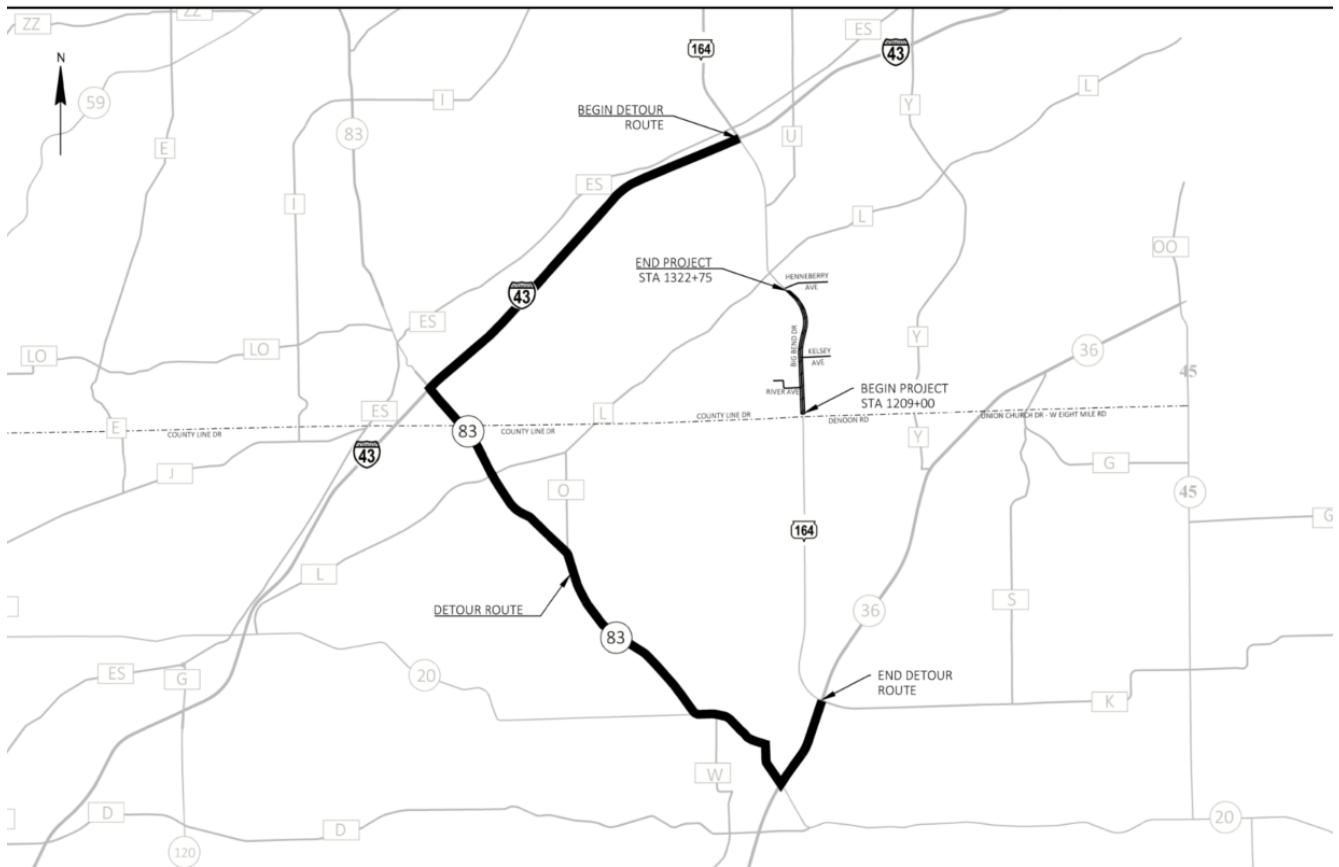 ZZ
ZZ
164
ES
43
N
59
I
83
E
BEGIN DETOUR
ROUTE
U
Y
L
ES
I
L
OO
END PROJECT
STA 1322+75
HENNEBERRY
AVE
43
ES
BIG BEND DR
KELSEY
AVE
Y
36
LO
LO
45
RIVER AVE
BEGIN PROJECT
STA 1209+00
ES
L
E
COUNTY LINE DR
83
COUNTY LINE DR
COUNTY LINE DR
DENOON RD
UNION CHURCH DR - W EIGHT MILE RD
Y
43
J
O
G
45
164
G
L
S
DETOUR ROUTE
36
83
ES
G
20
END DETOUR
ROUTE
K
W
D
D
20
120